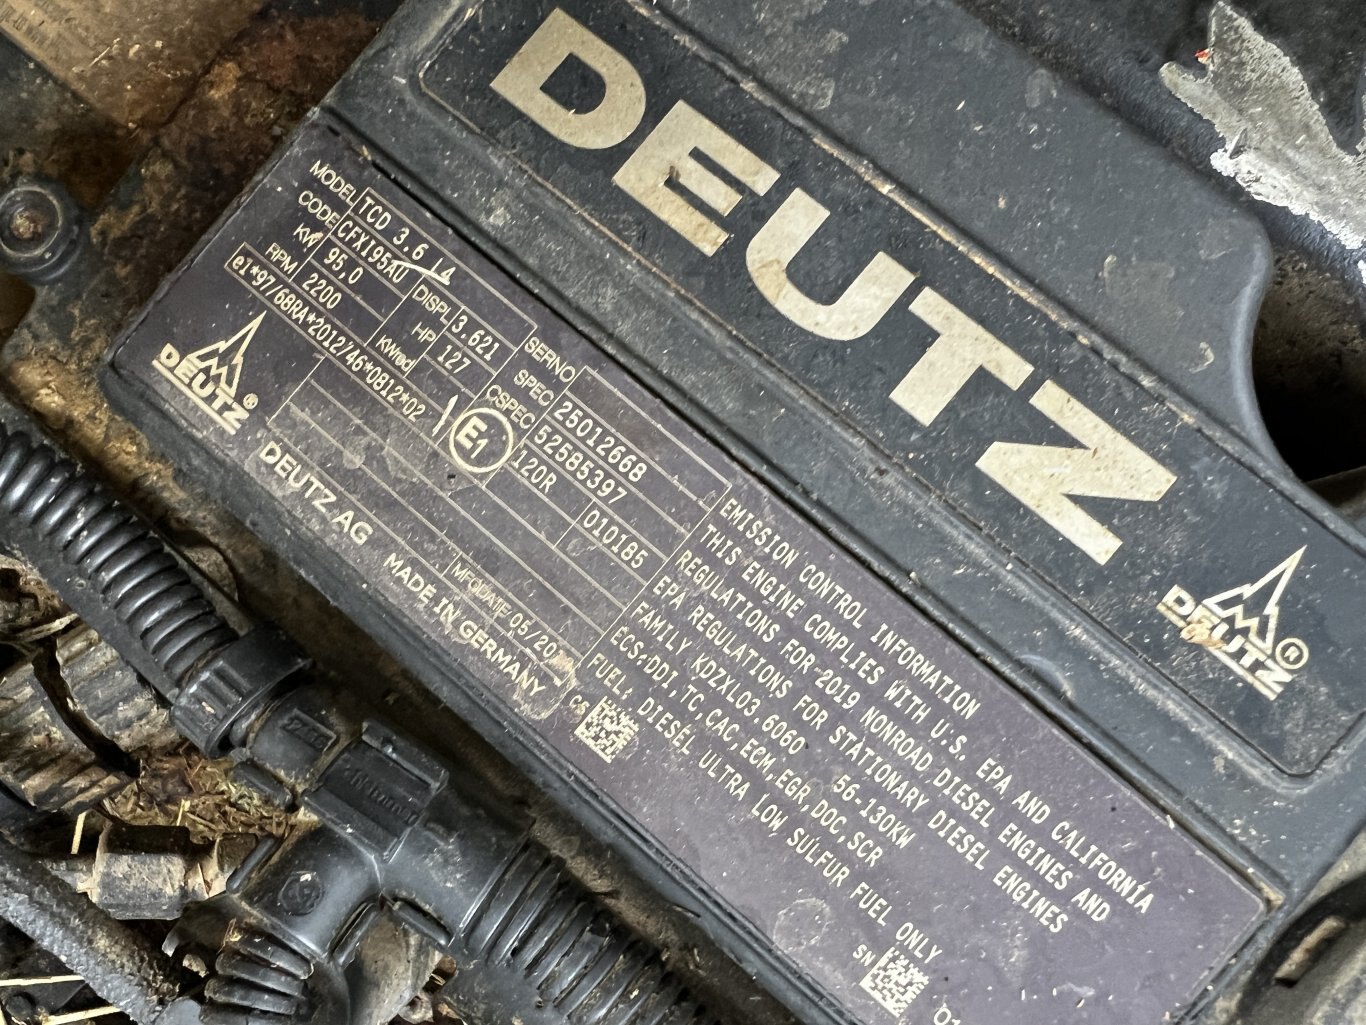 DEUTZ
DEUTZ®
MODEL TCD 3.6 L4
CODE CFX195AU DISPL 3.621
KW 95,0 HP 127
RPM 2200 KWred
e1*97/68RA*2012/46*0812*02 E1
SERNO
SPEC 25012668
CSPEC 52585397
120R 010185
DEUTZ®
DEUTZ AG MADE IN GERMANY
MFGDATE 05/20
CS
EMISSION CONTROL INFORMATION
THIS ENGINE COMPLIES WITH U.S. EPA AND CALIFORNIA
REGULATIONS FOR 2019 NONROAD DIESEL ENGINES AND
EPA REGULATIONS FOR STATIONARY DIESEL ENGINES
FAMILY KDZXL03.6060 56-130KW
ECS:DDI,TC,CAC,ECM,EGR,DOC,SCR
FUEL: DIESEL ULTRA LOW SULFUR FUEL ONLY
SN